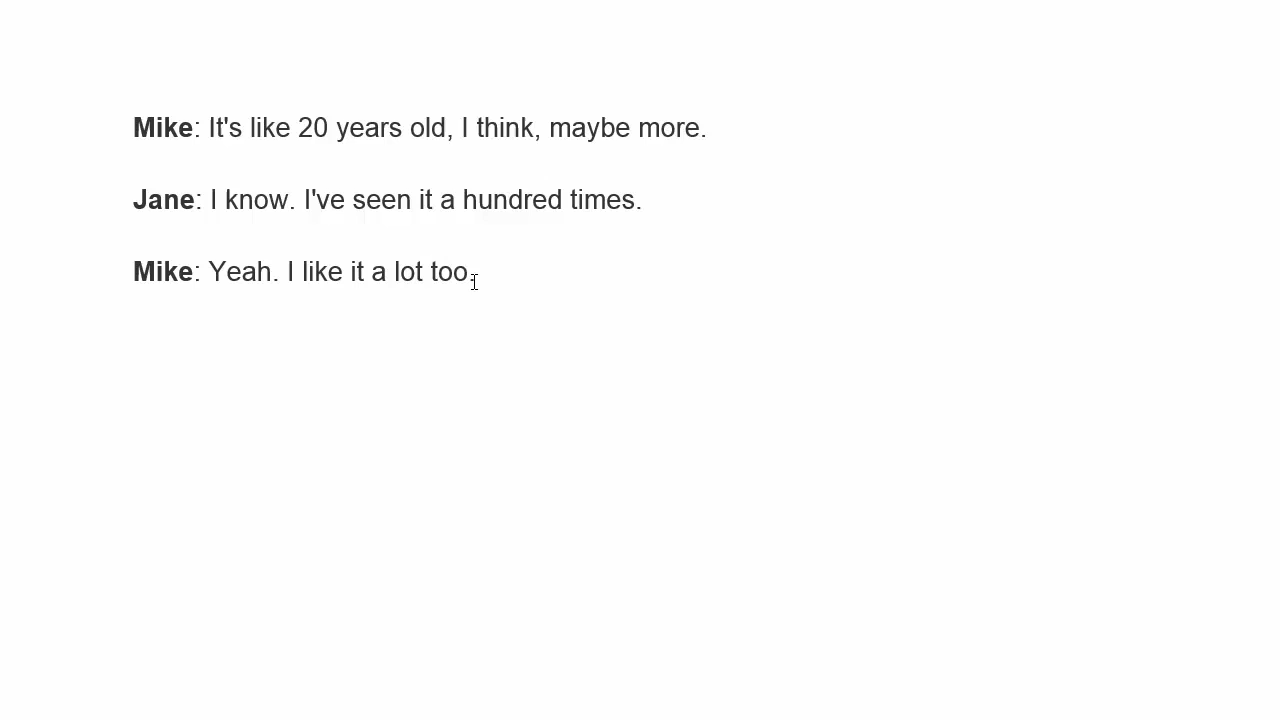 Mike: It's like 20 years old, I think, maybe more.
Jane: I know. I've seen it a hundred times.
Mike: Yeah. I like it a lot too.